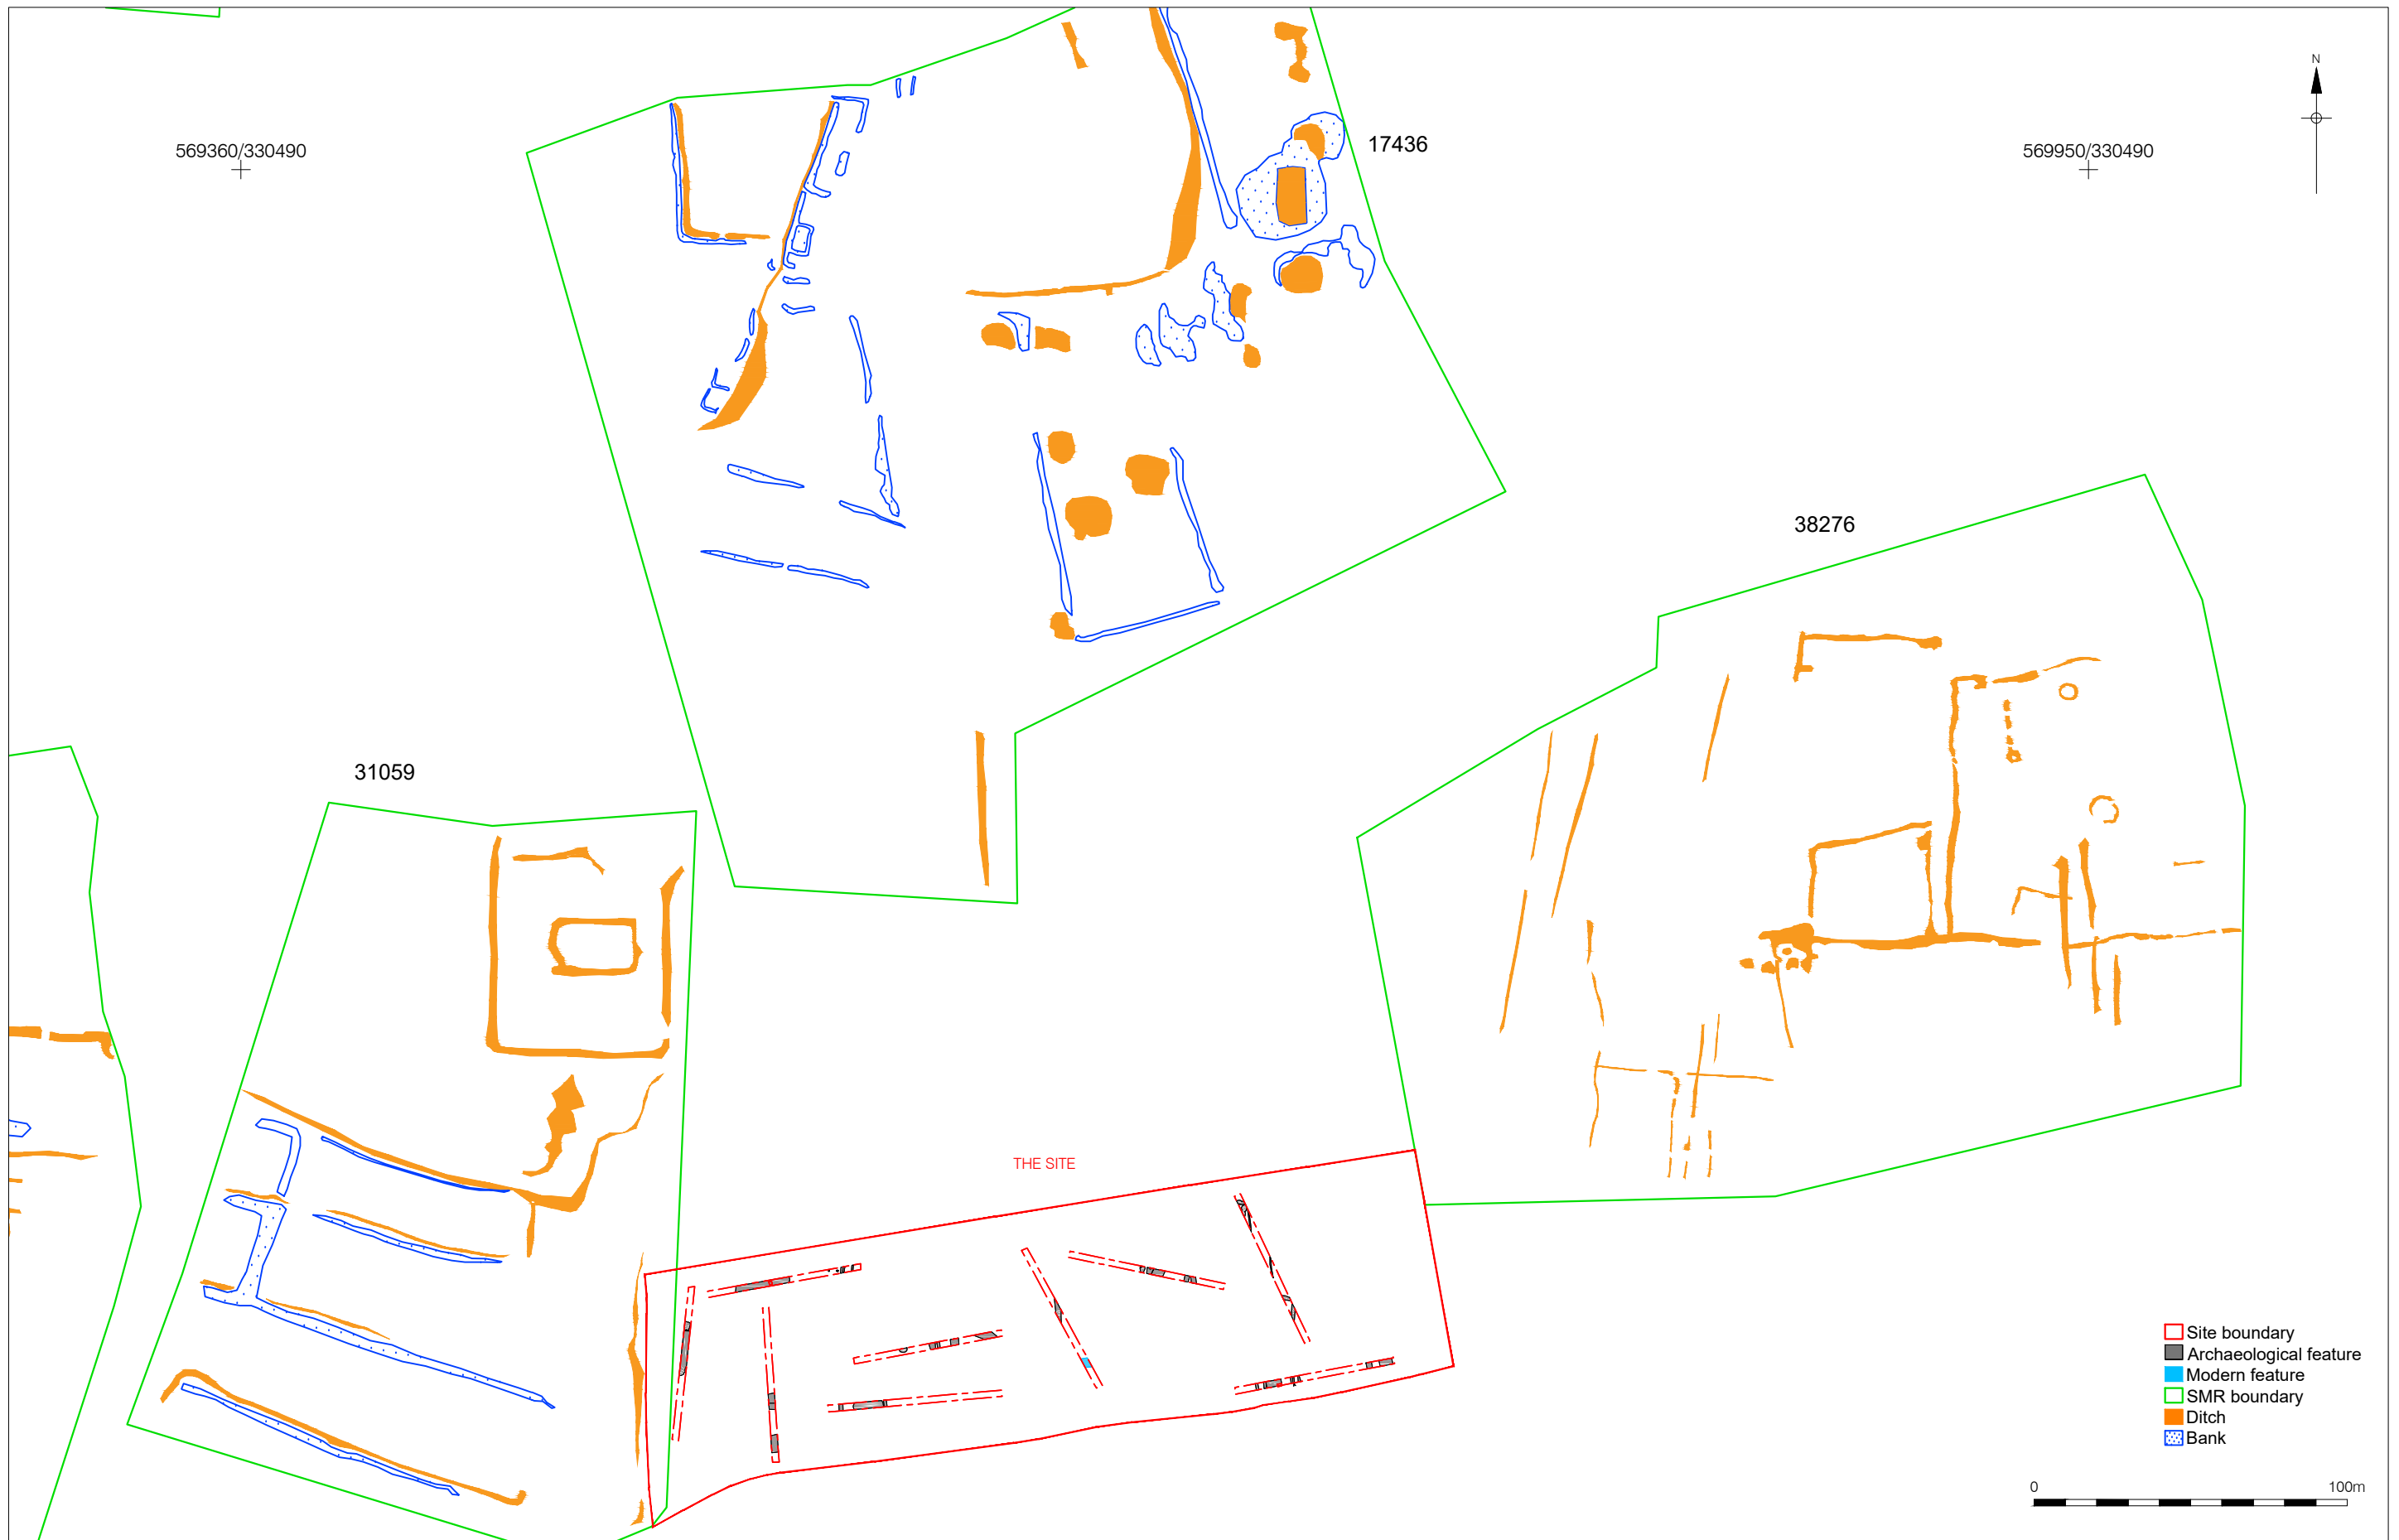 N
17436
569360/330490
569950/330490
38276
31059
THE SITE
Site boundary
Archaeological feature
Modern feature
SMR boundary
Ditch
Bank
0 100m